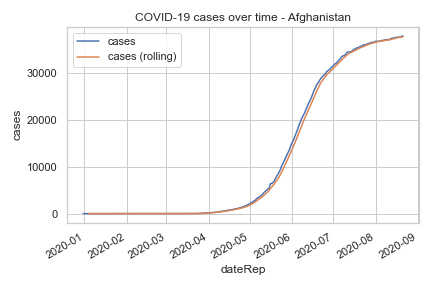 COVID-19 cases over time - Afghanistan
cases
cases (rolling)
30000
20000
10000
0
cases
2020-01
2020-02
2020-03
2020-04
2020-05
2020-06
2020-07
2020-08
2020-09
dateRep